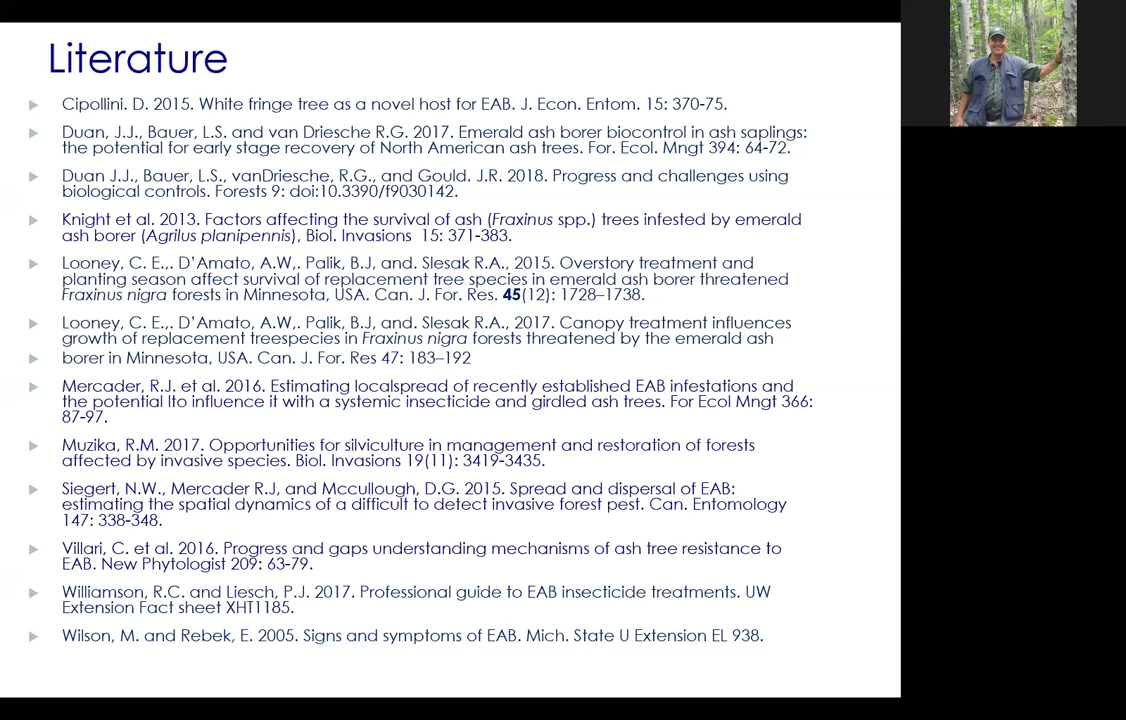 Literature
Cipollini. D. 2015. White fringe tree as a novel host for EAB. J. Econ. Entom. 15: 370-75.
Duan, J.J., Bauer, L.S. and van Driesche R.G. 2017. Emerald ash borer biocontrol in ash saplings:
the potential for early stage recovery of North American ash trees. For. Ecol. Mngt 394: 64-72.
Duan J.J., Bauer, L.S., vanDriesche, R.G., and Gould. J.R. 2018. Progress and challenges using
biological controls. Forests 9: doi:10.3390/f9030142.
Knight et al. 2013. Factors affecting the survival of ash (Fraxinus spp.) trees infested by emerald
ash borer (Agrilus planipennis), Biol. Invasions 15: 371-383.
Looney, C. E.,. D’Amato, A.W,. Palik, B.J, and. Slesak R.A., 2015. Overstory treatment and
planting season affect survival of replacement tree species in emerald ash borer threatened
Fraxinus nigra forests in Minnesota, USA. Can. J. For. Res. 45(12): 1728–1738.
Looney, C. E.,. D’Amato, A.W,. Palik, B.J, and. Slesak R.A., 2017. Canopy treatment influences
growth of replacement treespecies in Fraxinus nigra forests threatened by the emerald ash
borer in Minnesota, USA. Can. J. For. Res 47: 183–192
Mercader, R.J. et al. 2016. Estimating localspread of recently established EAB infestations and
the potential lto influence it with a systemic insecticide and girdled ash trees. For Ecol Mngt 366:
87-97.
Muzika, R.M. 2017. Opportunities for silviculture in management and restoration of forests
affected by invasive species. Biol. Invasions 19(11): 3419-3435.
Siegert, N.W., Mercader R.J, and Mccullough, D.G. 2015. Spread and dispersal of EAB:
estimating the spatial dynamics of a difficult to detect invasive forest pest. Can. Entomology
147: 338-348.
Villari, C. et al. 2016. Progress and gaps understanding mechanisms of ash tree resistance to
EAB. New Phytologist 209: 63-79.
Williamson, R.C. and Liesch, P.J. 2017. Professional guide to EAB insecticide treatments. UW
Extension Fact sheet XHT1185.
Wilson, M. and Rebek, E. 2005. Signs and symptoms of EAB. Mich. State U Extension EL 938.